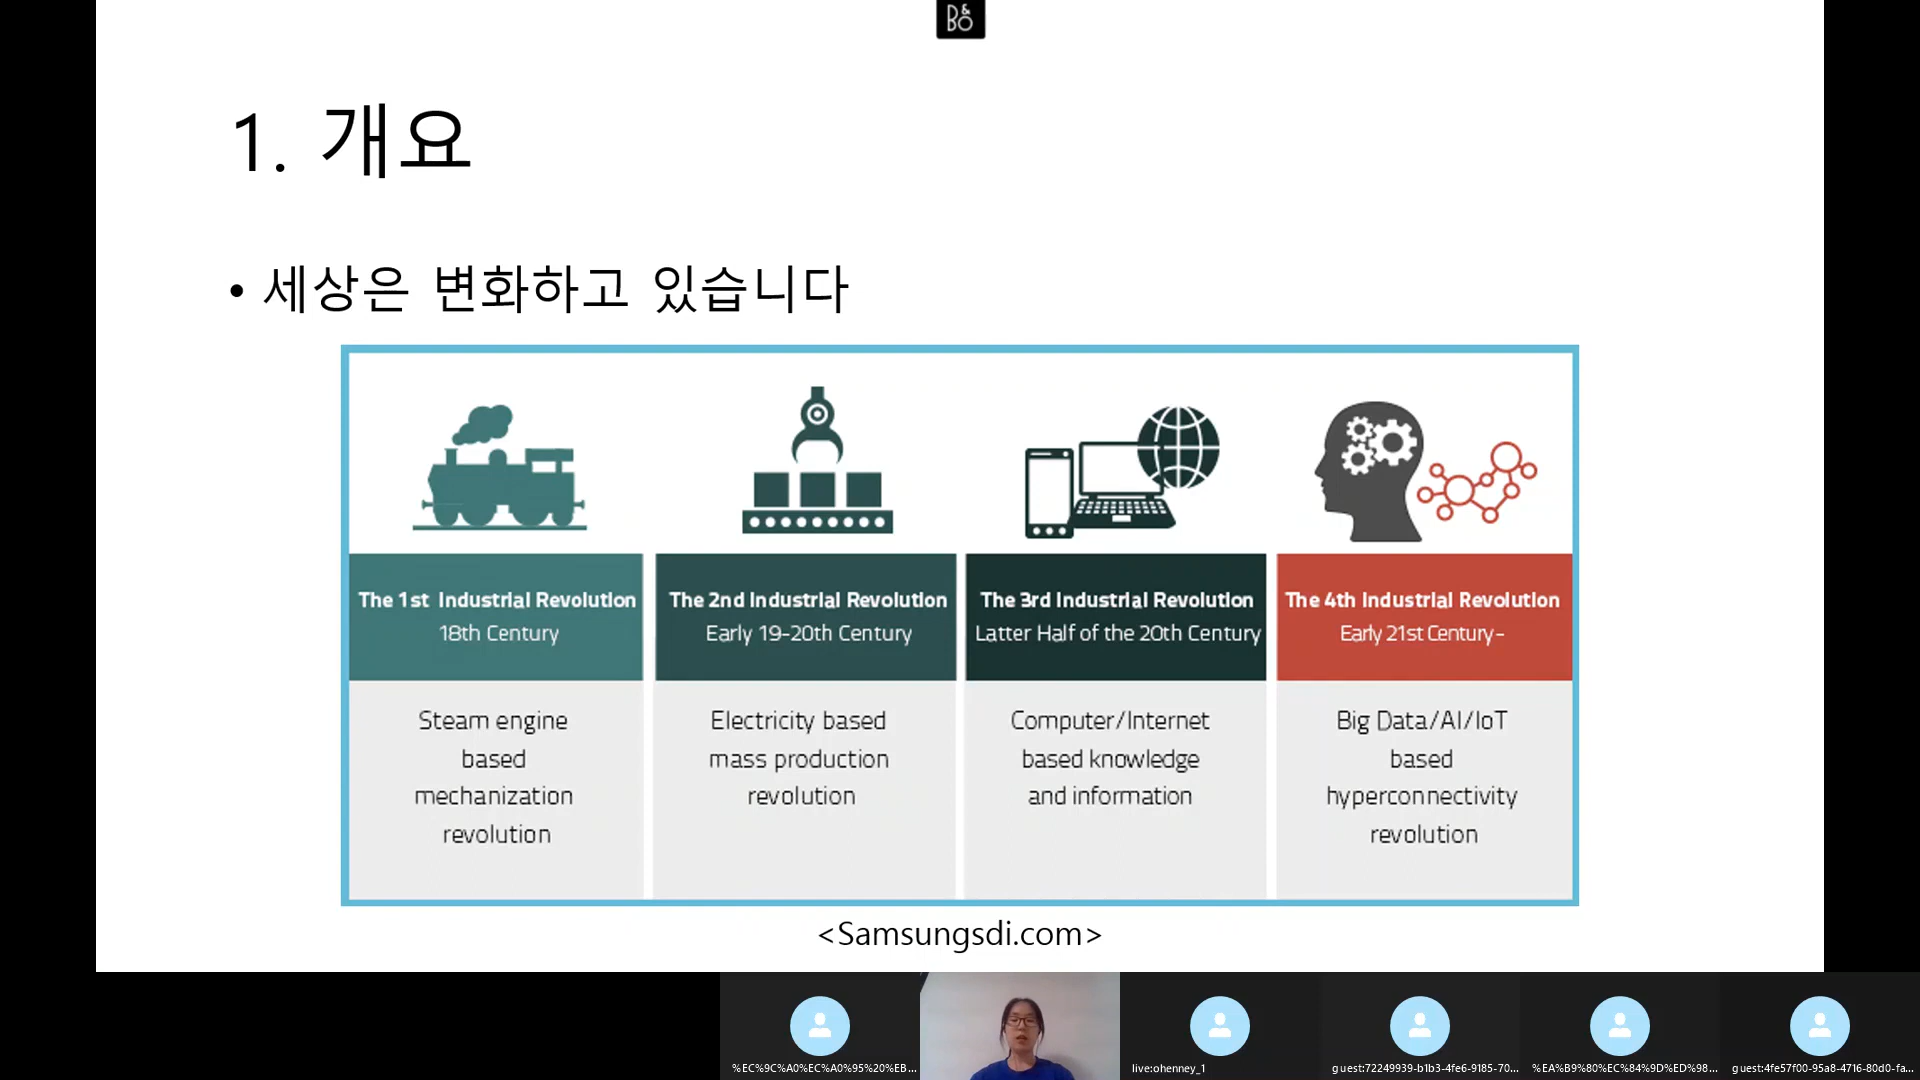 B&O
1. 개요
• 세상은 변화하고 있습니다
The 1st Industrial Revolution
18th Century
The 2nd Industrial Revolution
Early 19-20th Century
The 3rd Industrial Revolution
Latter Half of the 20th Century
The 4th Industrial Revolution
Early 21st Century-
Steam engine
based
mechanization
revolution
Electricity based
mass production
revolution
Computer/Internet
based knowledge
and information
Big Data/AI/IoT
based
hyperconnectivity
revolution
<Samsungsdi.com>
%EC%9C%A0%EC%A0%95%20%EB...
live:ohenney_1
guest:72249939-b1b3-4fe6-9185-70...
%EA%B9%80%EC%84%9D%ED%98...
guest:4fe57f00-95a8-4716-80d0-fa...